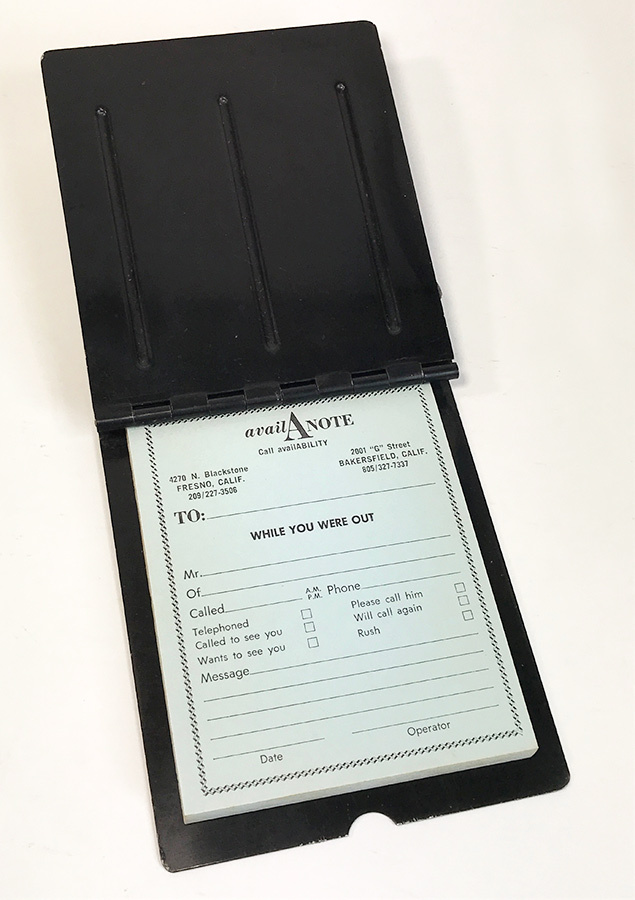 availANOTE
Call availABILITY
4270 N. Blackstone
FRESNO, CALIF.
209/227-3506
2001 "G" Street
BAKERSFIELD, CALIF.
805/327-7337
TO:
WHILE YOU WERE OUT
Mr.
Of
Called A.M. P.M. Phone
Telephoned Please call him
Called to see you Will call again
Wants to see you Rush
Message
Date Operator